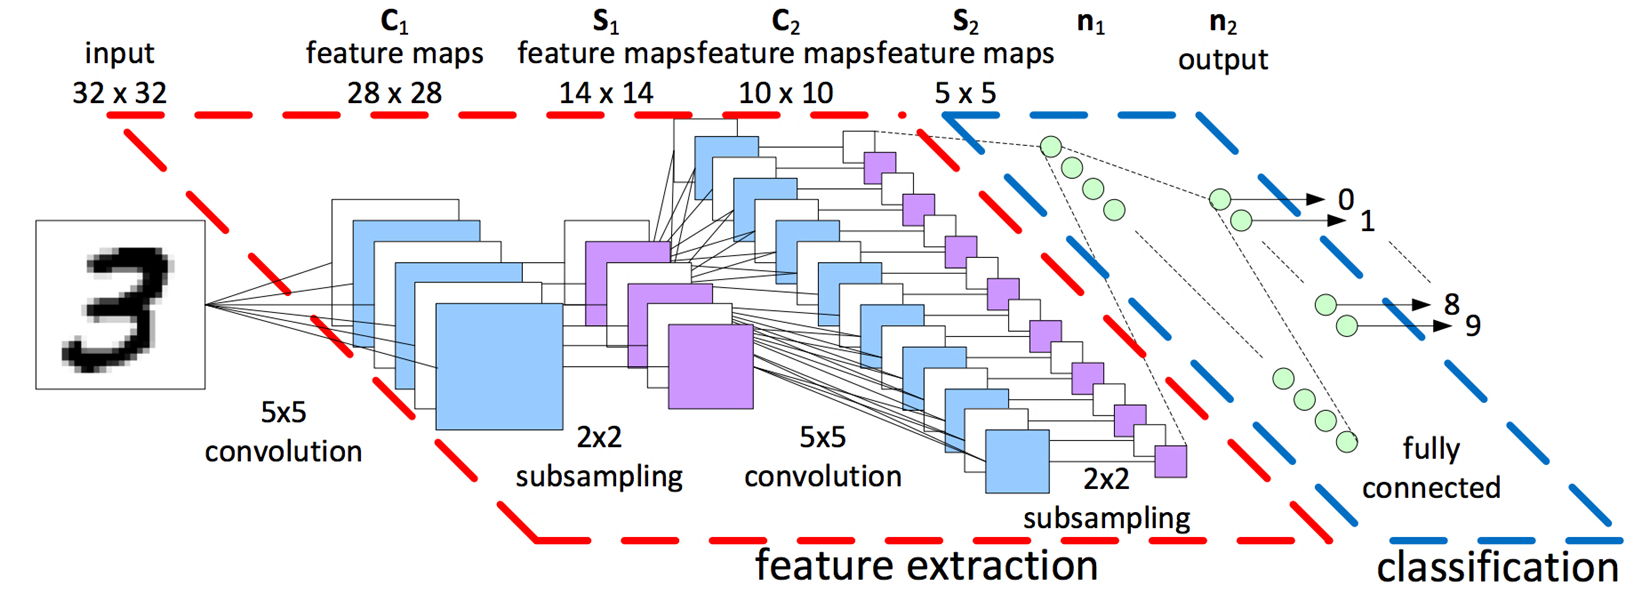 input
32 x 32
C1
feature maps
28 x 28
S1
feature maps
14 x 14
C2
feature maps
10 x 10
S2
feature maps
5 x 5
n1
n2
output
3
0
1
8
9
5x5
convolution
2x2
subsampling
5x5
convolution
2x2
subsampling
fully
connected
feature extraction
classification